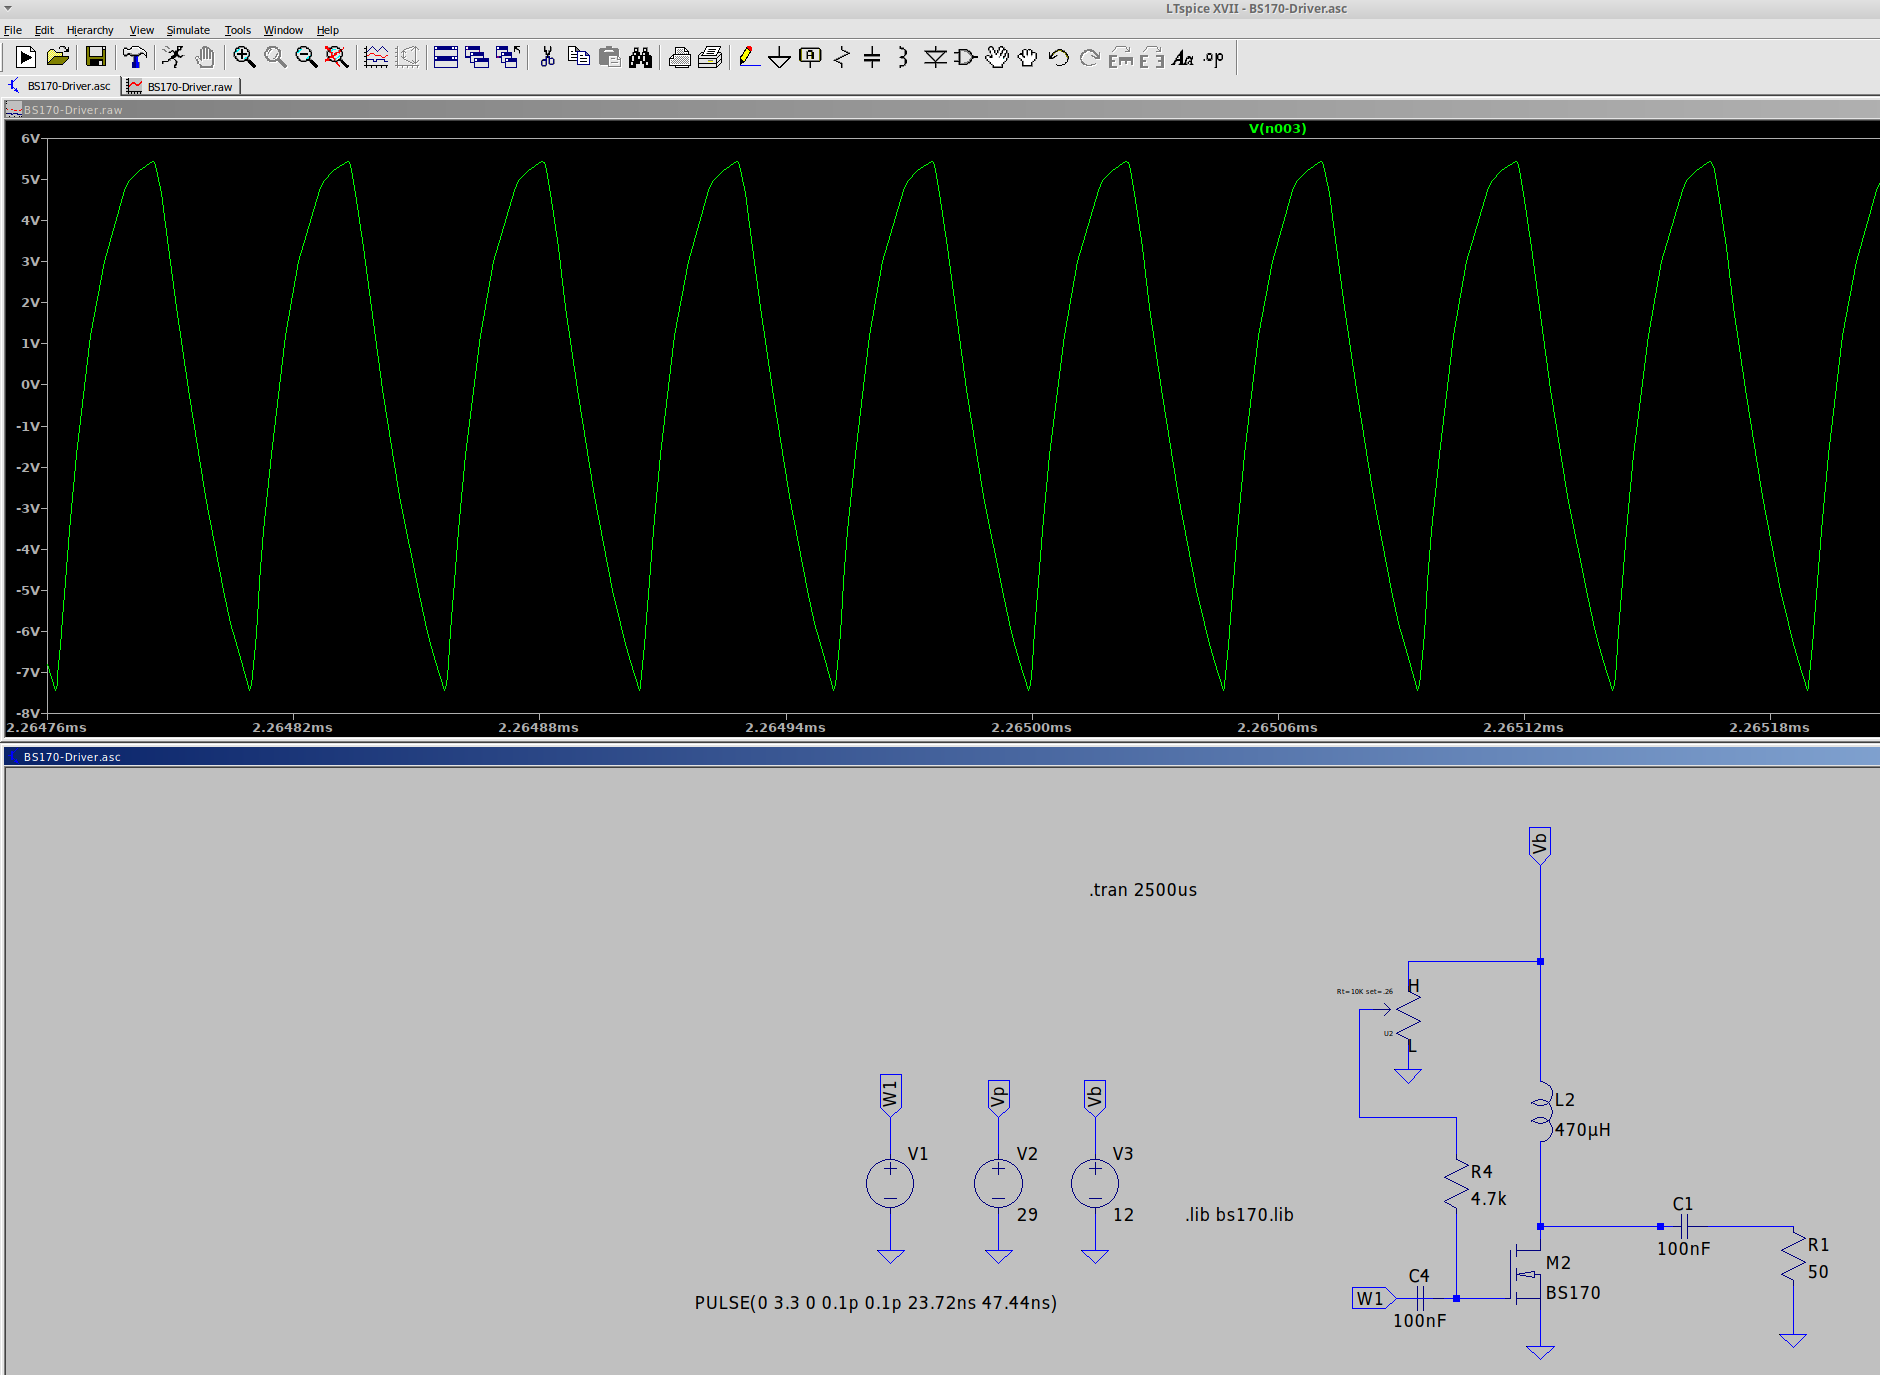 LTspice XVII - BS170-Driver.asc
File Edit Hierarchy View Simulate Tools Window Help
A Aa .op
BS170-Driver.asc BS170-Driver.raw
BS170-Driver.raw
V(n003)
6V
5V
4V
3V
2V
1V
0V
-1V
-2V
-3V
-4V
-5V
-6V
-7V
-8V
2.26476ms 2.26482ms 2.26488ms 2.26494ms 2.26500ms 2.26506ms 2.26512ms 2.26518ms
BS170-Driver.asc
Vb
.tran 2500us
H
Rt=10K set=.26
U2
L
L2
470µH
W1 Vp Vb
V1 V2 V3
29 12
.lib bs170.lib
R4
4.7k
C1
100nF
R1
50
M2
BS170
C4
W1
100nF
PULSE(0 3.3 0 0.1p 0.1p 23.72ns 47.44ns)